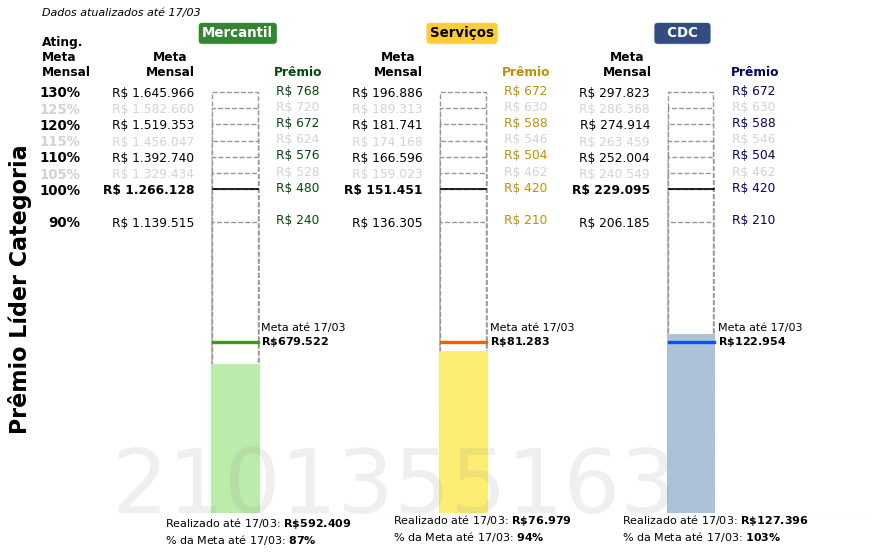 Dados atualizados até 17/03
Mercantil Serviços CDC
Ating. Meta Mensal
Meta Mensal Prêmio Meta Mensal Prêmio Meta Mensal Prêmio
130% R$ 1.645.966 R$ 768 R$ 196.886 R$ 672 R$ 297.823 R$ 672
125% R$ 1.582.660 R$ 720 R$ 189.313 R$ 630 R$ 286.368 R$ 630
120% R$ 1.519.353 R$ 672 R$ 181.741 R$ 588 R$ 274.914 R$ 588
115% R$ 1.456.047 R$ 624 R$ 174.168 R$ 546 R$ 263.459 R$ 546
110% R$ 1.392.740 R$ 576 R$ 166.596 R$ 504 R$ 252.004 R$ 504
105% R$ 1.329.434 R$ 528 R$ 159.023 R$ 462 R$ 240.549 R$ 462
100% R$ 1.266.128 R$ 480 R$ 151.451 R$ 420 R$ 229.095 R$ 420
90% R$ 1.139.515 R$ 240 R$ 136.305 R$ 210 R$ 206.185 R$ 210
Prêmio Líder Categoria
Meta até 17/03 Meta até 17/03 Meta até 17/03
R$679.522 R$81.283 R$122.954
2101355163
Realizado até 17/03: R$592.409 Realizado até 17/03: R$76.979 Realizado até 17/03: R$127.396
% da Meta até 17/03: 87% % da Meta até 17/03: 94% % da Meta até 17/03: 103%